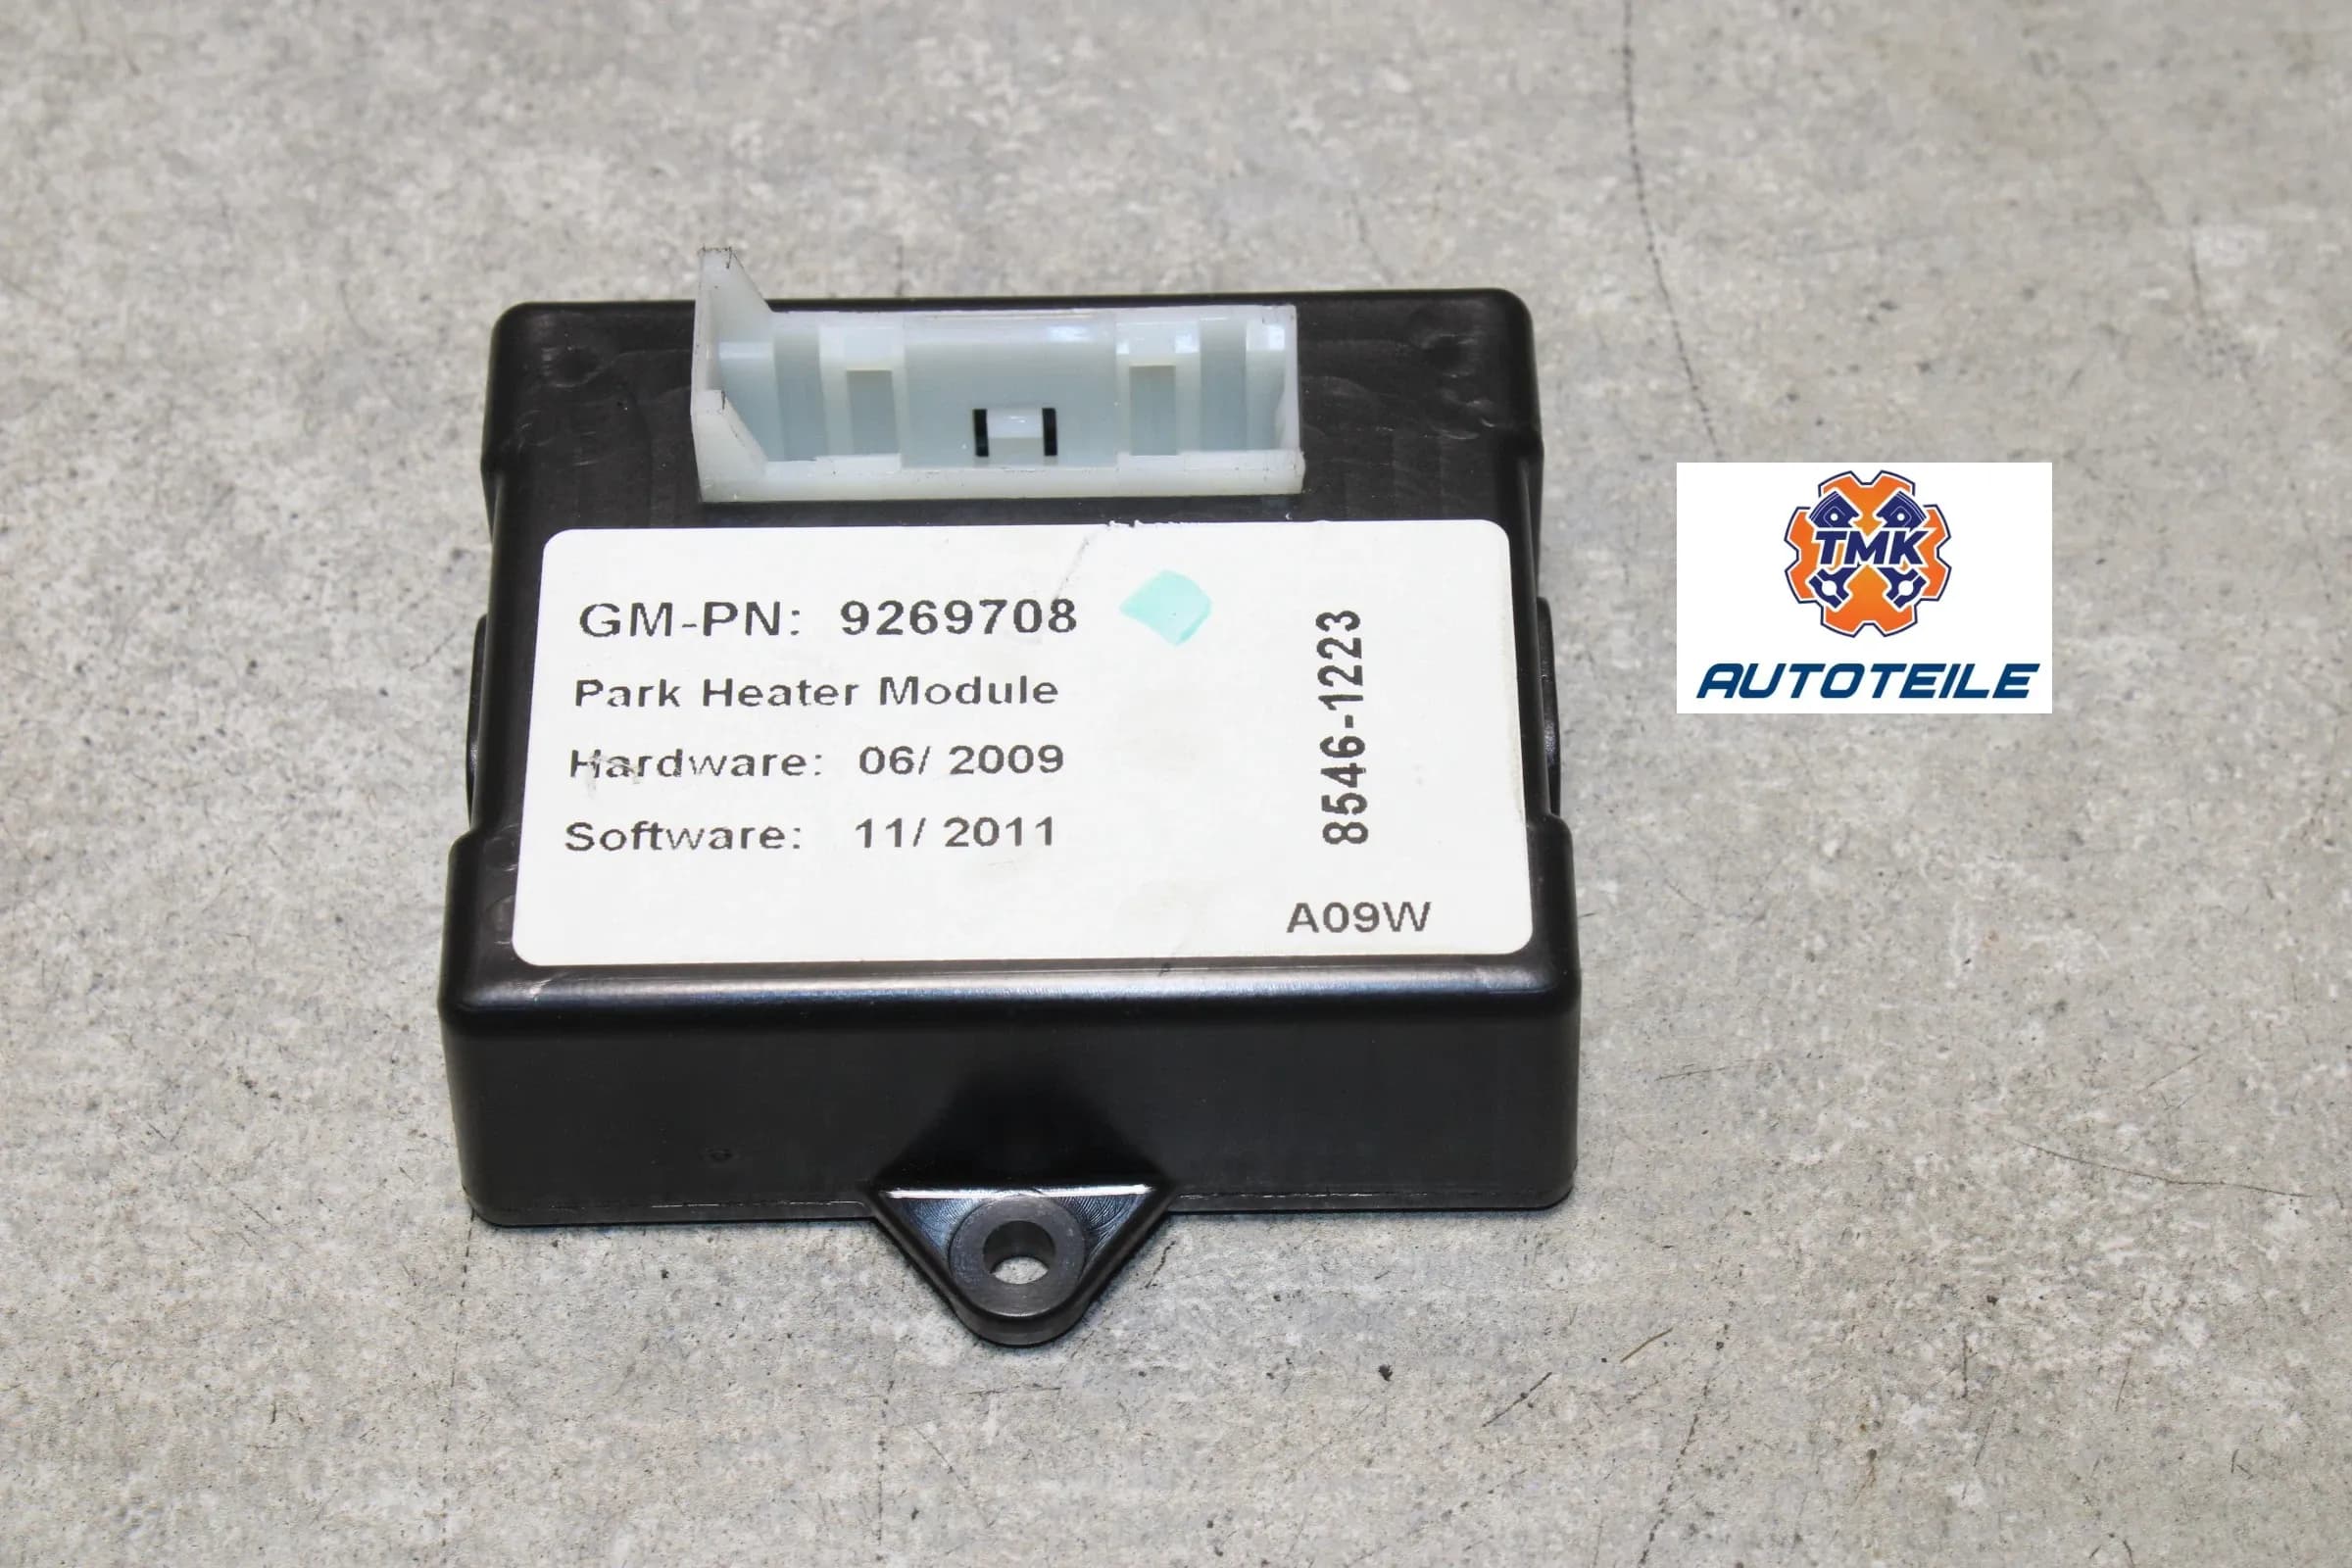 GM-PN: 9269708
Park Heater Module
Hardware: 06/ 2009
Software: 11/ 2011
8546-1223
A09W
TMK
AUTOTEILE